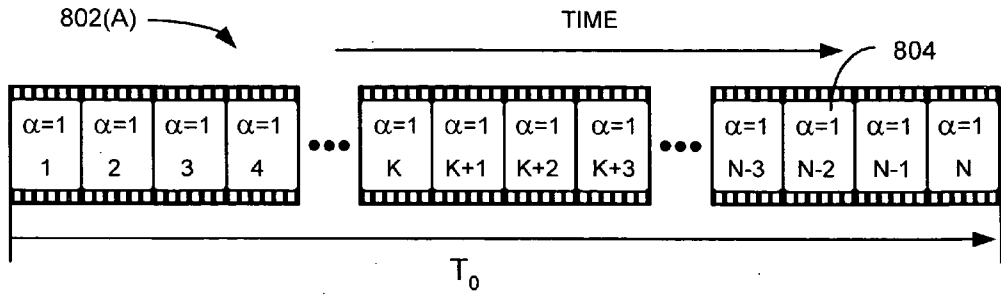 802(A)
TIME
804
α=1 α=1 α=1 α=1 ••• α=1 α=1 α=1 α=1 ••• α=1 α=1 α=1 α=1
1 2 3 4 K K+1 K+2 K+3 N-3 N-2 N-1 N
T₀